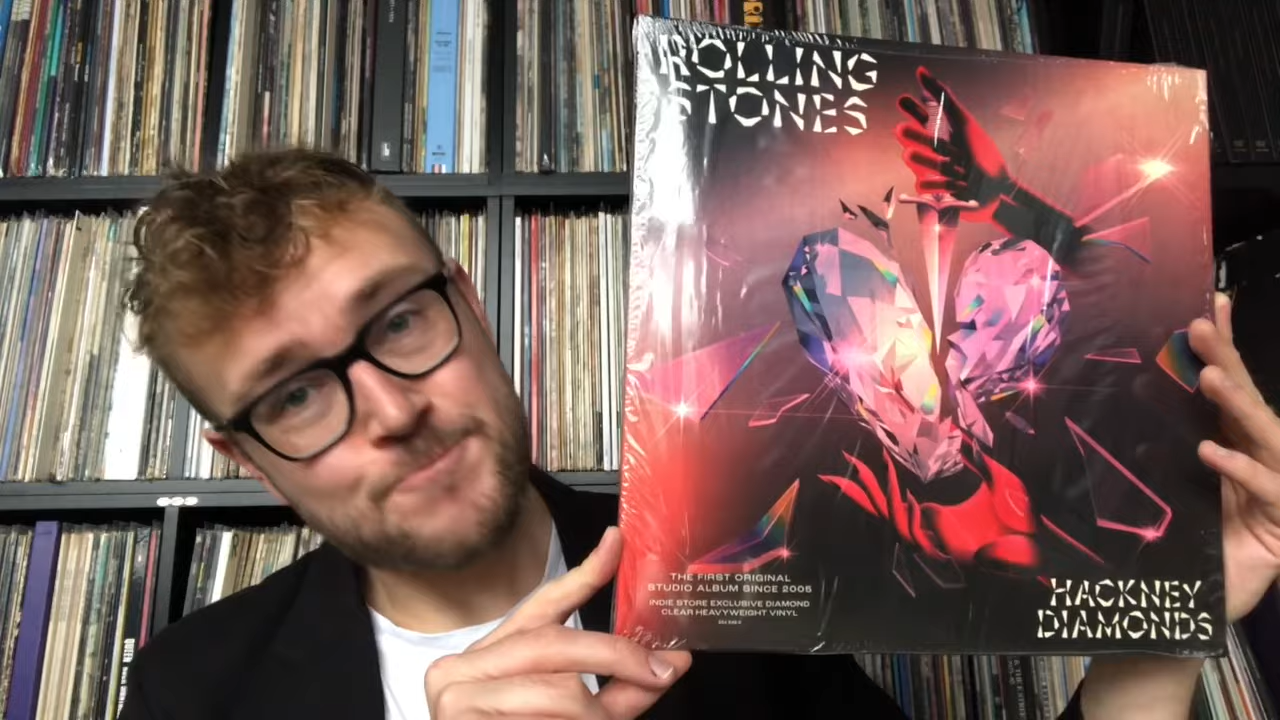 ROLLING
STONES
THE FIRST ORIGINAL
STUDIO ALBUM SINCE 2005
INDIE STORE EXCLUSIVE DIAMOND
CLEAR HEAVYWEIGHT VINYL
HACKNEY
DIAMONDS